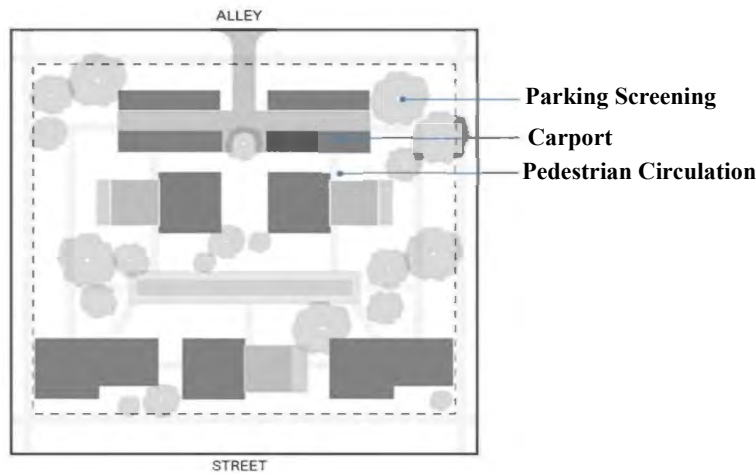 ALLEY
Parking Screening
Carport
Pedestrian Circulation
STREET